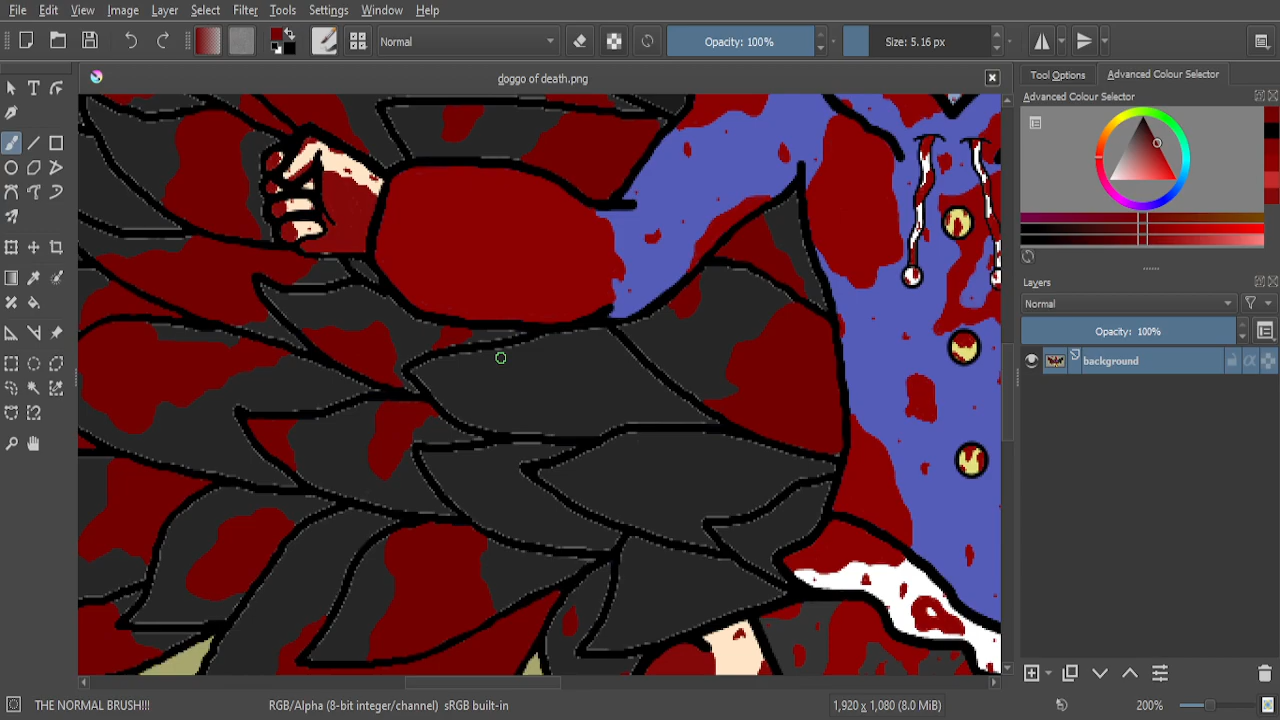 File Edit View Image Layer Select Filter Tools Settings Window Help
Normal Opacity: 100% Size: 5.16 px
doggo of death.png
Tool Options Advanced Colour Selector
Advanced Colour Selector
Layers
Normal
Opacity: 100%
background
THE NORMAL BRUSH!!! RGB/Alpha (8-bit integer/channel) sRGB built-in 1,920 x 1,080 (8.0 MiB) 200%